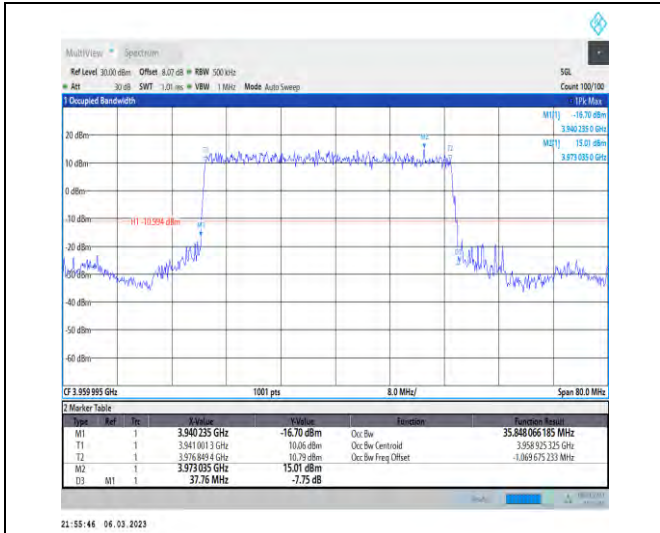 MultiView Spectrum
Ref Level 30.00 dBm Offset 8.07 dB RBW 500 kHz SGL
Att 30 dB SWT 1.01 ms VBW 1 MHz Mode Auto Sweep Count 100/100
1 Occupied Bandwidth 1Pk Max
M1[1] -16.70 dBm
3.940 235 0 GHz
M2[1] 15.01 dBm
3.973 035 0 GHz
20 dBm
M2
T1 T2
10 dBm
0 dBm
-10 dBm
H1 -10.994 dBm
M1
-20 dBm
D3
-30 dBm
-40 dBm
-50 dBm
-60 dBm
CF 3.959 995 GHz 1001 pts 8.0 MHz/ Span 80.0 MHz
2 Marker Table
Type Ref Trc X-Value Y-Value Function Function Result
M1 1 3.940 235 GHz -16.70 dBm Occ Bw 35.848 066 185 MHz
T1 1 3.941 001 3 GHz 10.06 dBm Occ Bw Centroid 3.958 925 325 GHz
T2 1 3.976 849 4 GHz 10.79 dBm Occ Bw Freq Offset -1.069 675 233 MHz
M2 1 3.973 035 GHz 15.01 dBm
D3 M1 1 37.76 MHz -7.75 dB
21:55:46 06.03.2023